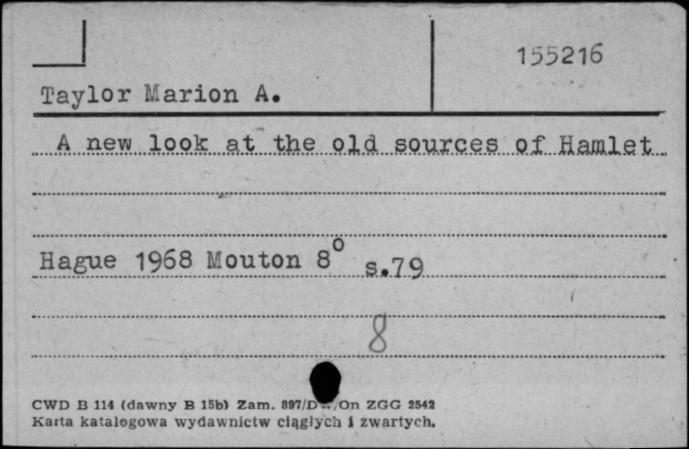 155216
Taylor Marion A.
A new look at the old sources of Hamlet
Hague 1968 Mouton 8° s.79
8
CWD B 114 (dawny B 15b) Zam. 897/D /On ZGG 2542
Karta katalogowa wydawnictw ciągłych i zwartych.